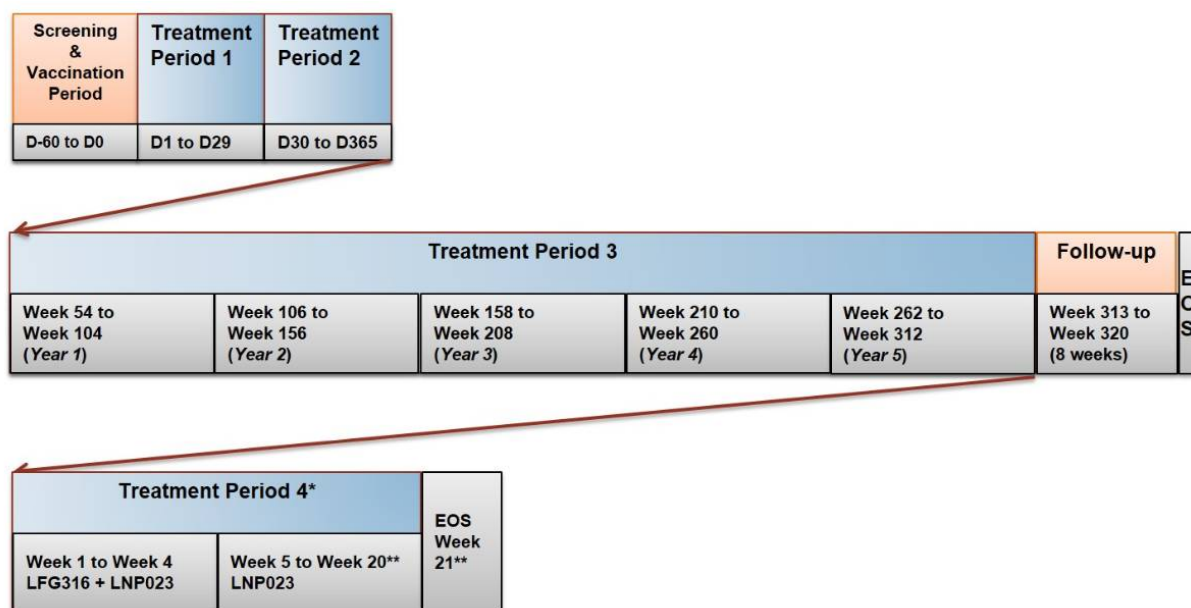 Screening
&
Vaccination
Period
Treatment
Period 1
Treatment
Period 2
D-60 to D0
D1 to D29
D30 to D365
Treatment Period 3
Follow-up
E
O
S
Week 54 to
Week 104
(Year 1)
Week 106 to
Week 156
(Year 2)
Week 158 to
Week 208
(Year 3)
Week 210 to
Week 260
(Year 4)
Week 262 to
Week 312
(Year 5)
Week 313 to
Week 320
(8 weeks)
Treatment Period 4*
EOS
Week
21**
Week 1 to Week 4
LFG316 + LNP023
Week 5 to Week 20**
LNP023